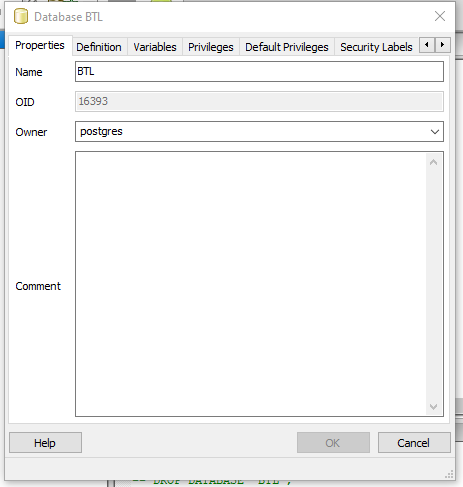 Database BTL
Properties Definition Variables Privileges Default Privileges Security Labels
Name BTL
OID 16393
Owner postgres
Comment
Help OK Cancel
-- DROP DATABASE "BTL";